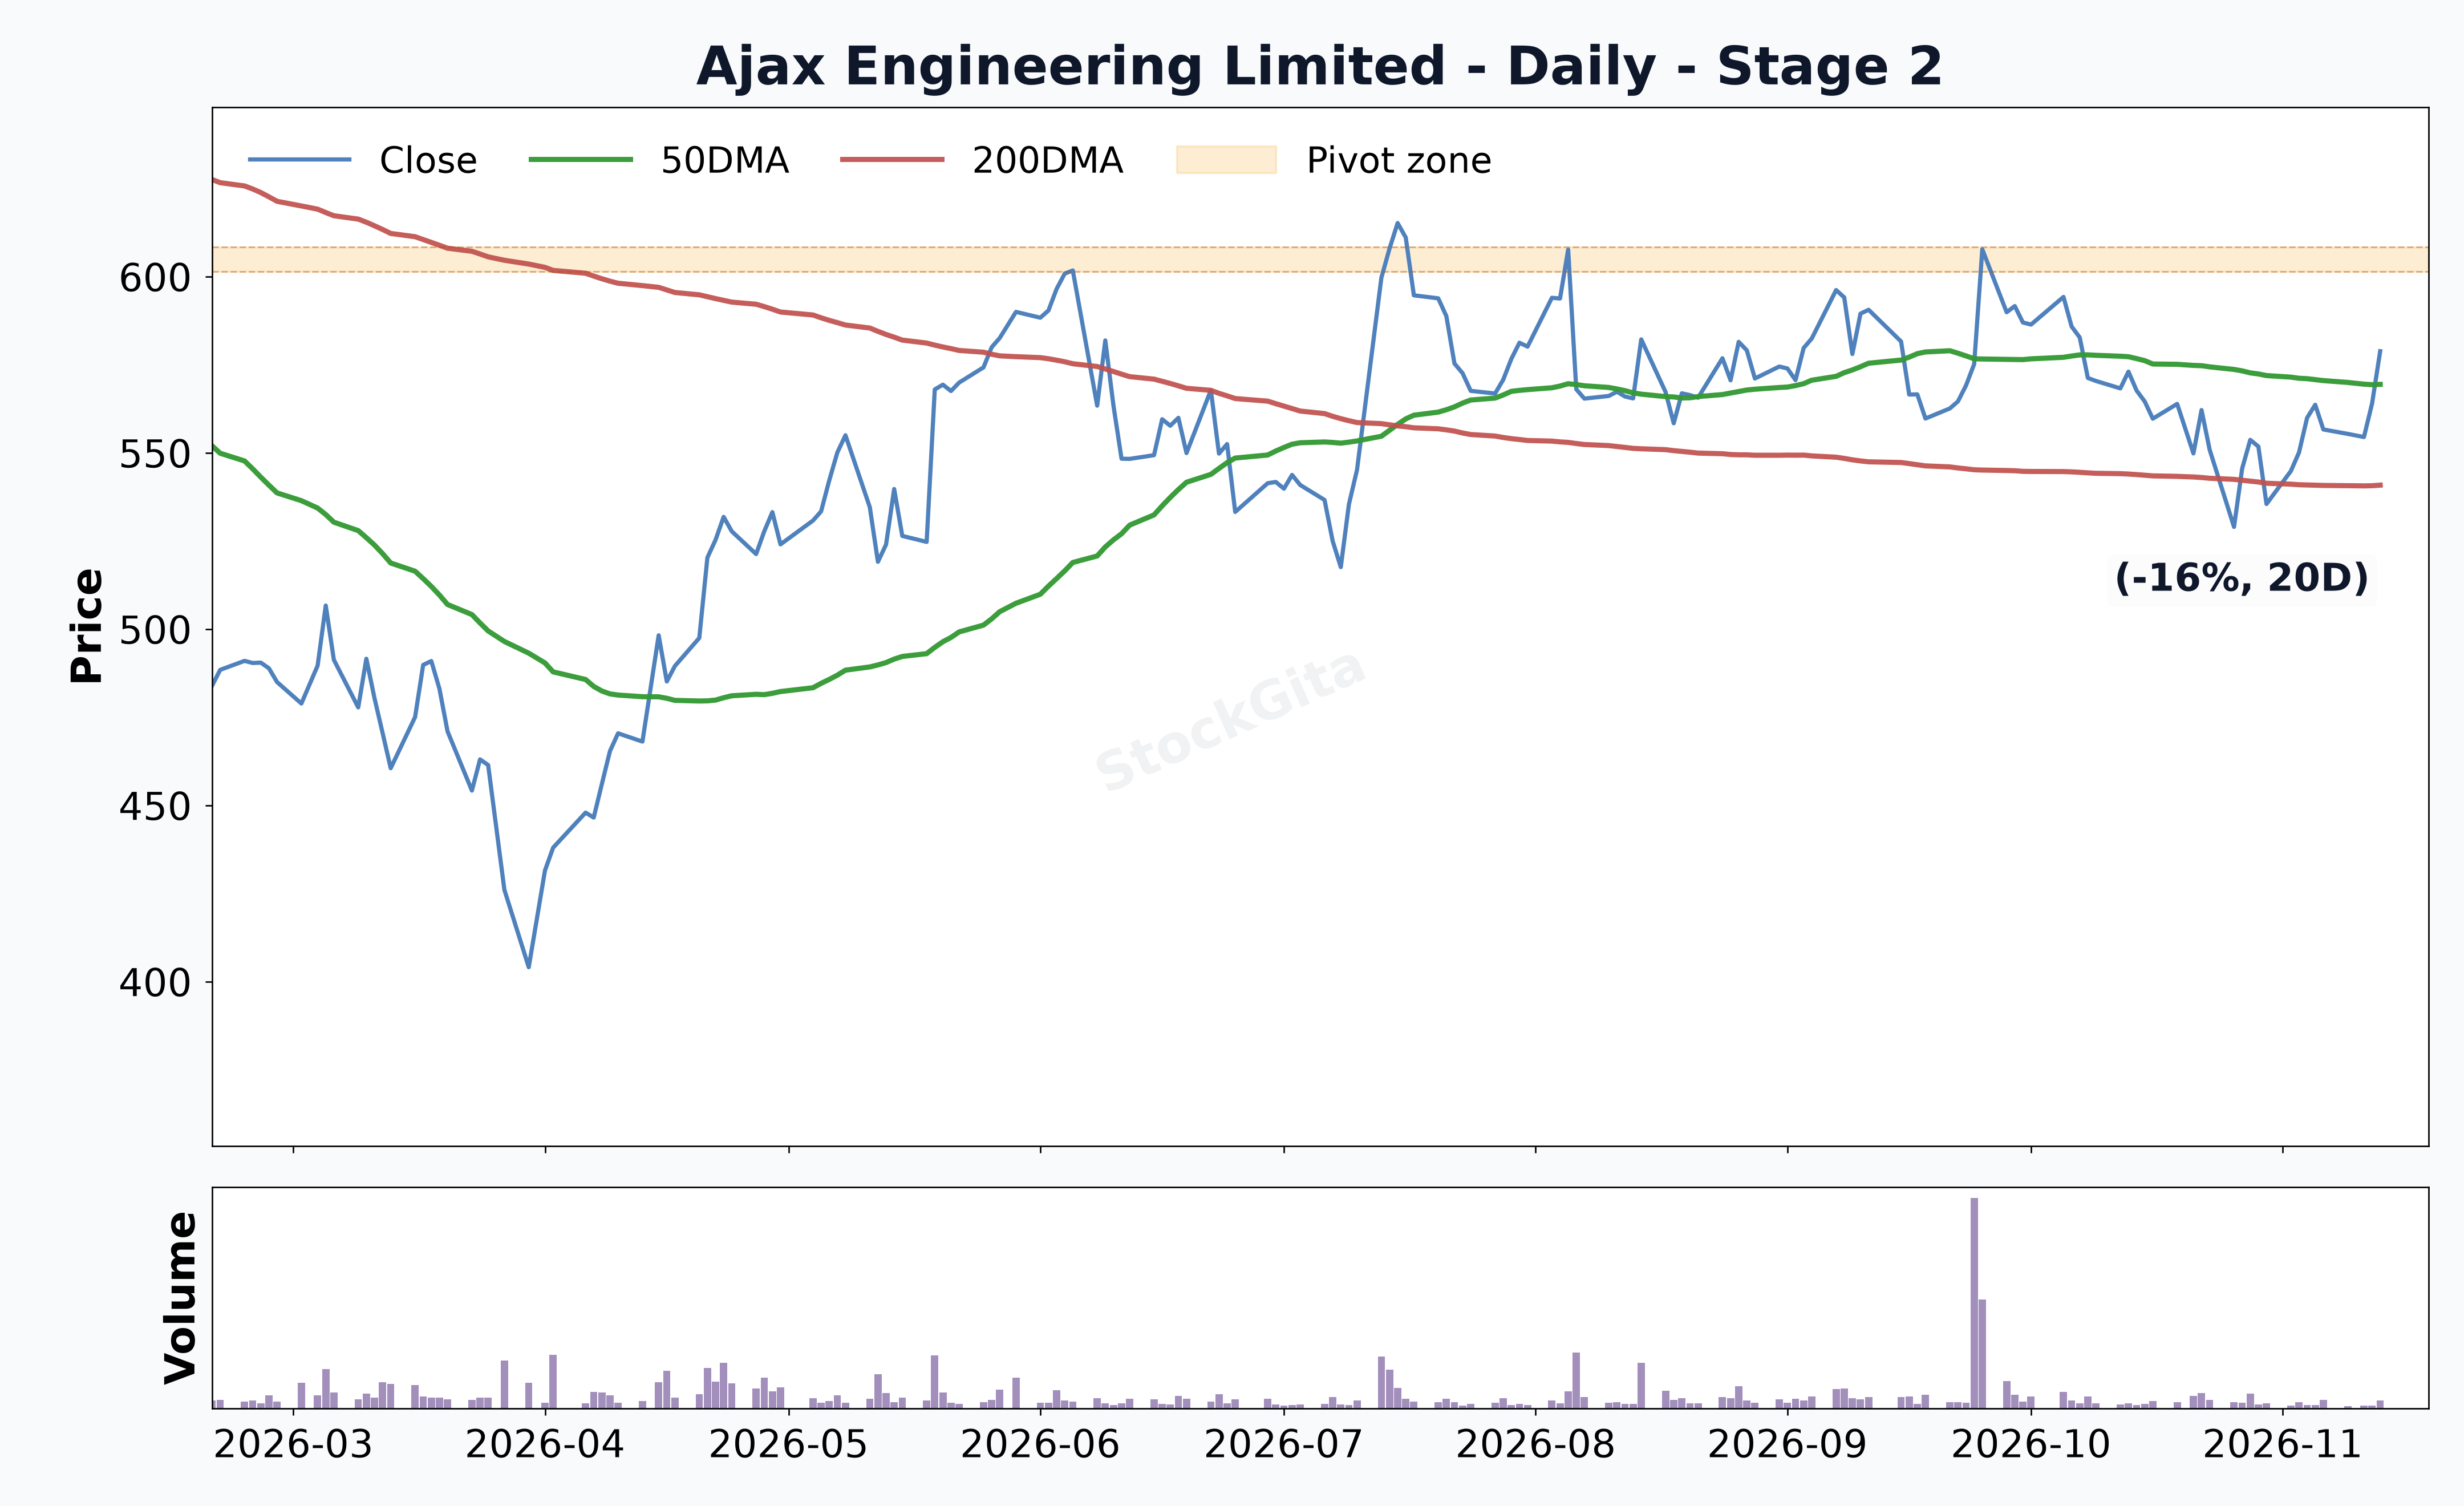 Ajax Engineering Limited - Daily - Stage 2
Close 50DMA 200DMA Pivot zone
600
550
500
450
400
Price
(-16%, 20D)
StockGita
Volume
2026-03 2026-04 2026-05 2026-06 2026-07 2026-08 2026-09 2026-10 2026-11